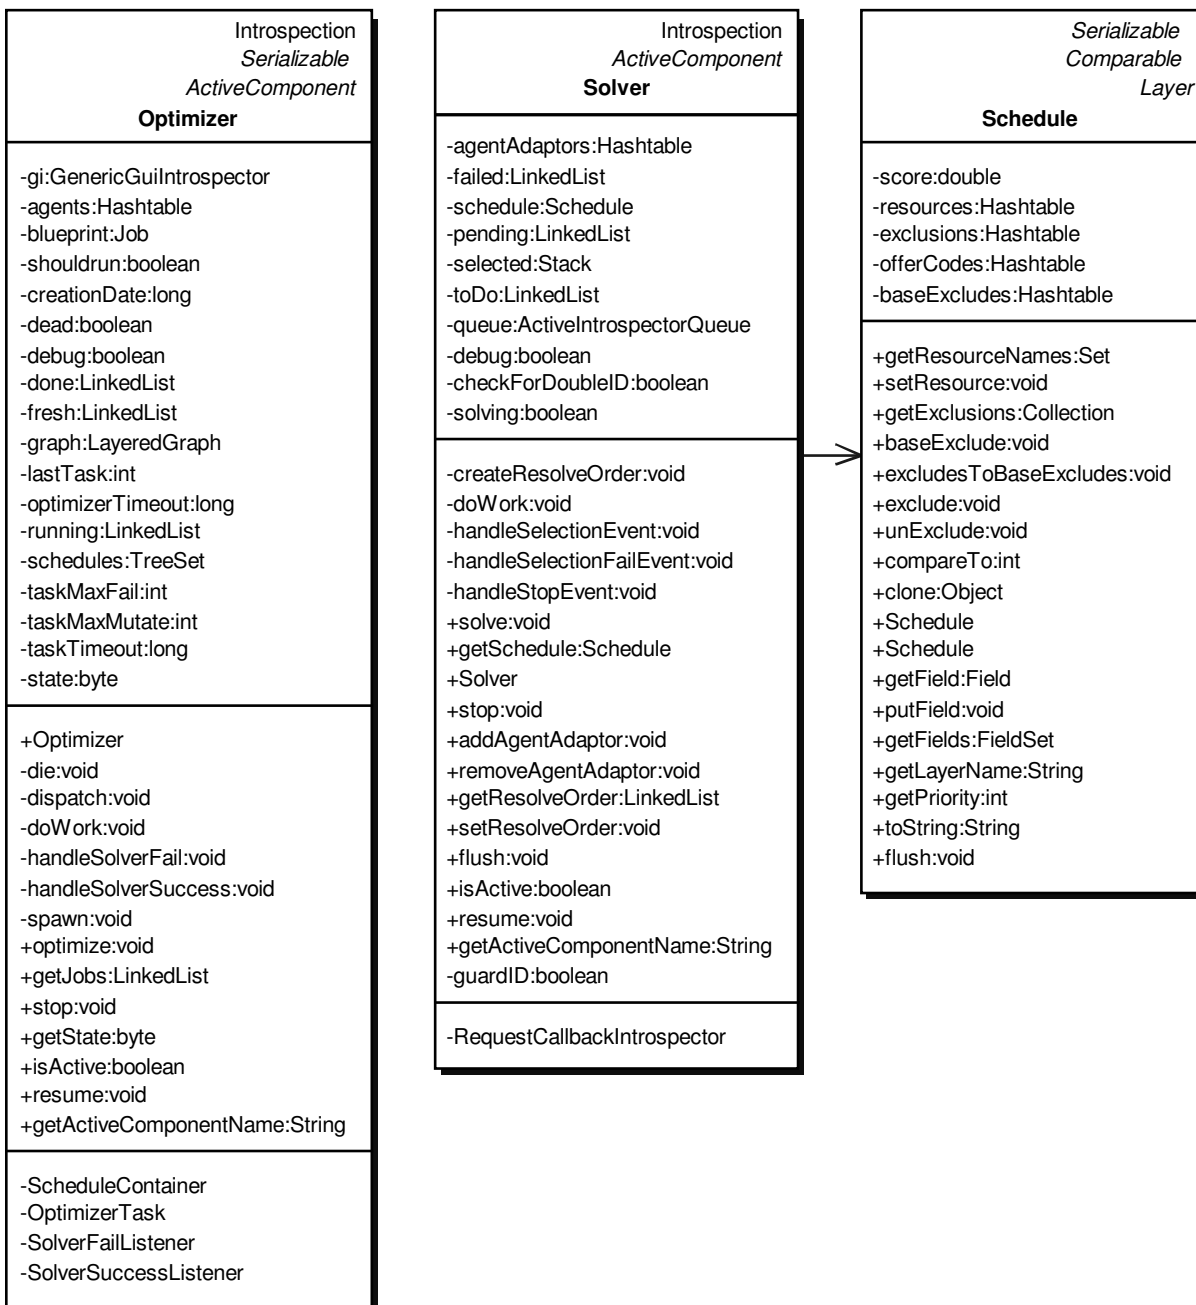 Introspection
Serializable
ActiveComponent
Optimizer
-gi:GenericGuiIntrospector
-agents:Hashtable
-blueprint:Job
-shouldrun:boolean
-creationDate:long
-dead:boolean
-debug:boolean
-done:LinkedList
-fresh:LinkedList
-graph:LayeredGraph
-lastTask:int
-optimizerTimeout:long
-running:LinkedList
-schedules:TreeSet
-taskMaxFail:int
-taskMaxMutate:int
-taskTimeout:long
-state:byte
+Optimizer
-die:void
-dispatch:void
-doWork:void
-handleSolverFail:void
-handleSolverSuccess:void
-spawn:void
+optimize:void
+getJobs:LinkedList
+stop:void
+getState:byte
+isActive:boolean
+resume:void
+getActiveComponentName:String
-ScheduleContainer
-OptimizerTask
-SolverFailListener
-SolverSuccessListener
Introspection
ActiveComponent
Solver
-agentAdaptors:Hashtable
-failed:LinkedList
-schedule:Schedule
-pending:LinkedList
-selected:Stack
-toDo:LinkedList
-queue:ActiveIntrospectorQueue
-debug:boolean
-checkForDoubleID:boolean
-solving:boolean
-createResolveOrder:void
-doWork:void
-handleSelectionEvent:void
-handleSelectionFailEvent:void
-handleStopEvent:void
+solve:void
+getSchedule:Schedule
+Solver
+stop:void
+addAgentAdaptor:void
+removeAgentAdaptor:void
+getResolveOrder:LinkedList
+setResolveOrder:void
+flush:void
+isActive:boolean
+resume:void
+getActiveComponentName:String
-guardID:boolean
-RequestCallbackIntrospector
Serializable
Comparable
Layer
Schedule
-score:double
-resources:Hashtable
-exclusions:Hashtable
-offerCodes:Hashtable
-baseExcludes:Hashtable
+getResourceNames:Set
+setResource:void
+getExclusions:Collection
+baseExclude:void
+excludesToBaseExcludes:void
+exclude:void
+unExclude:void
+compareTo:int
+clone:Object
+Schedule
+Schedule
+getField:Field
+putField:void
+getFields:FieldSet
+getLayerName:String
+getPriority:int
+toString:String
+flush:void